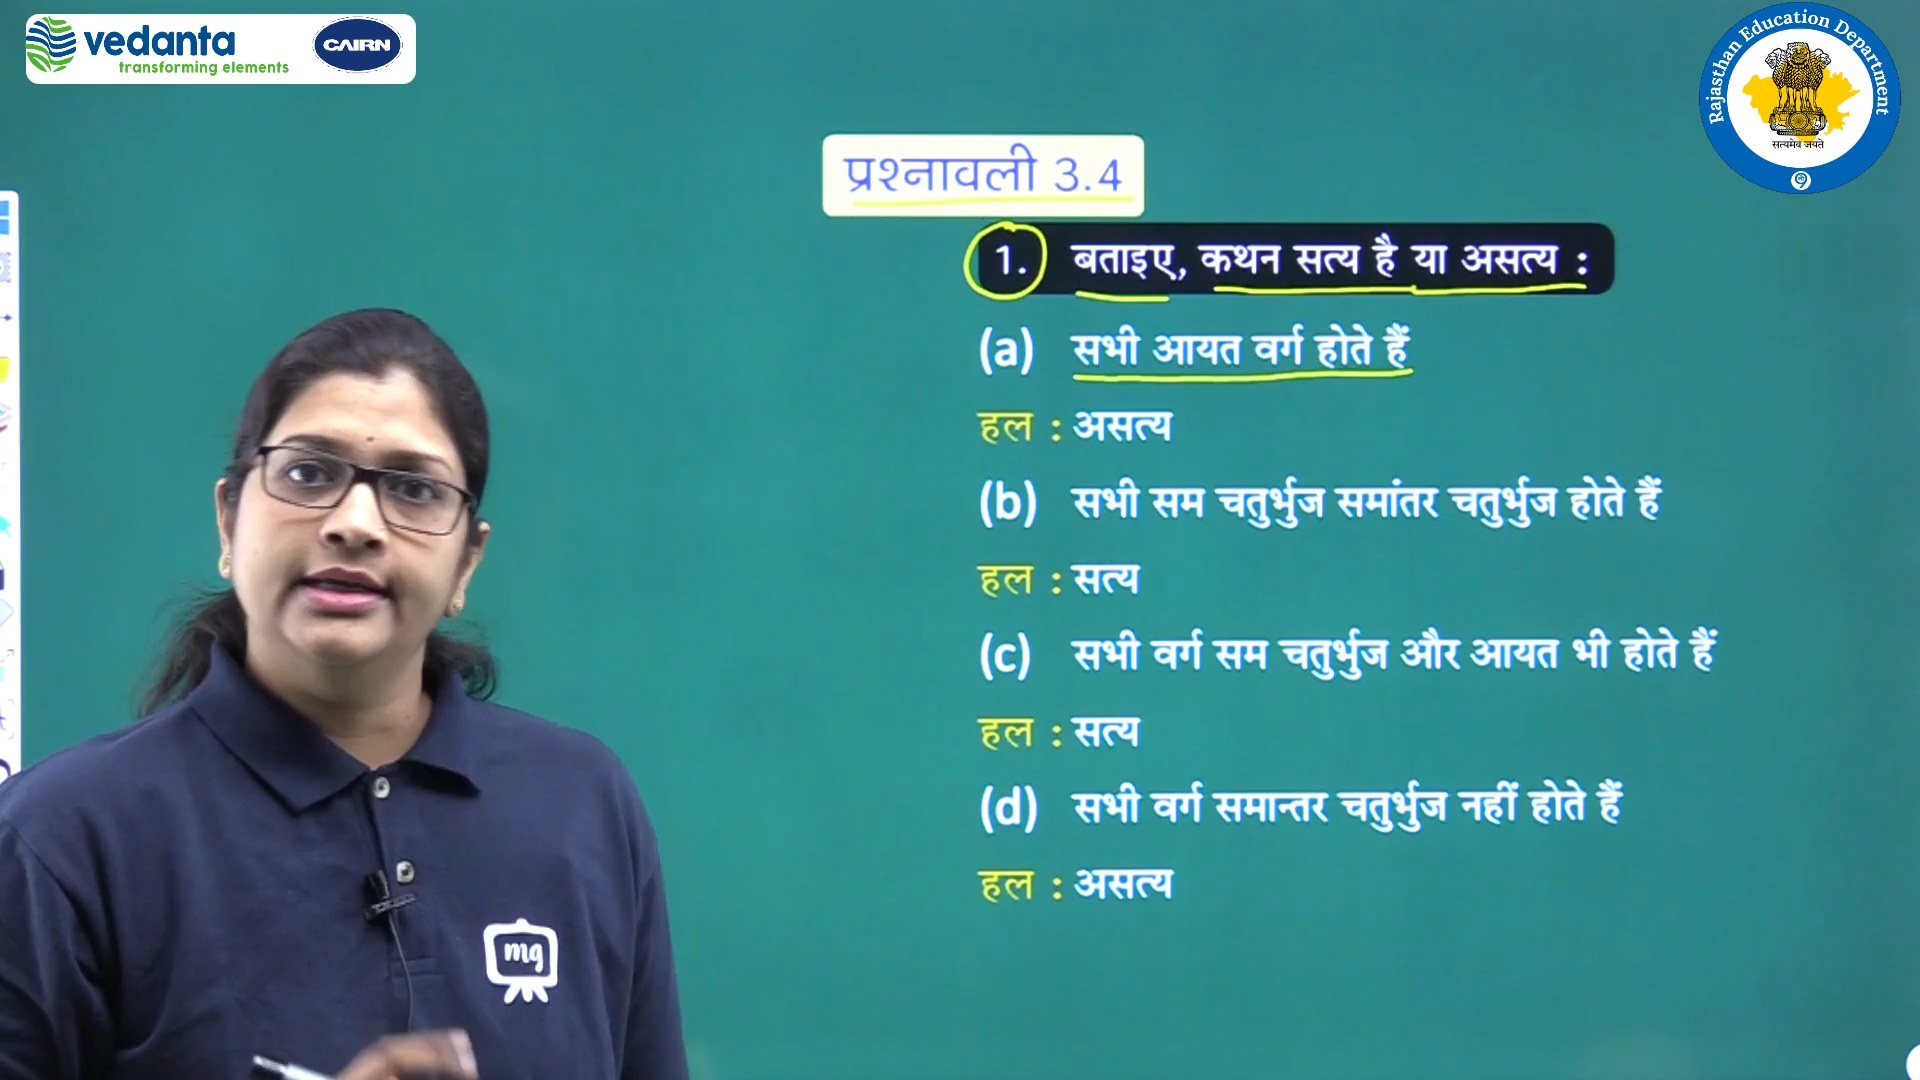 vedanta
transforming elements
CAIRN
Rajasthan Education Department
सत्यमेव जयते
प्रश्नावली 3.4
1. बताइए, कथन सत्य है या असत्य :
(a) सभी आयत वर्ग होते हैं
हल : असत्य
(b) सभी सम चतुर्भुज समांतर चतुर्भुज होते हैं
हल : सत्य
(c) सभी वर्ग सम चतुर्भुज और आयत भी होते हैं
हल : सत्य
(d) सभी वर्ग समान्तर चतुर्भुज नहीं होते हैं
हल : असत्य
mg